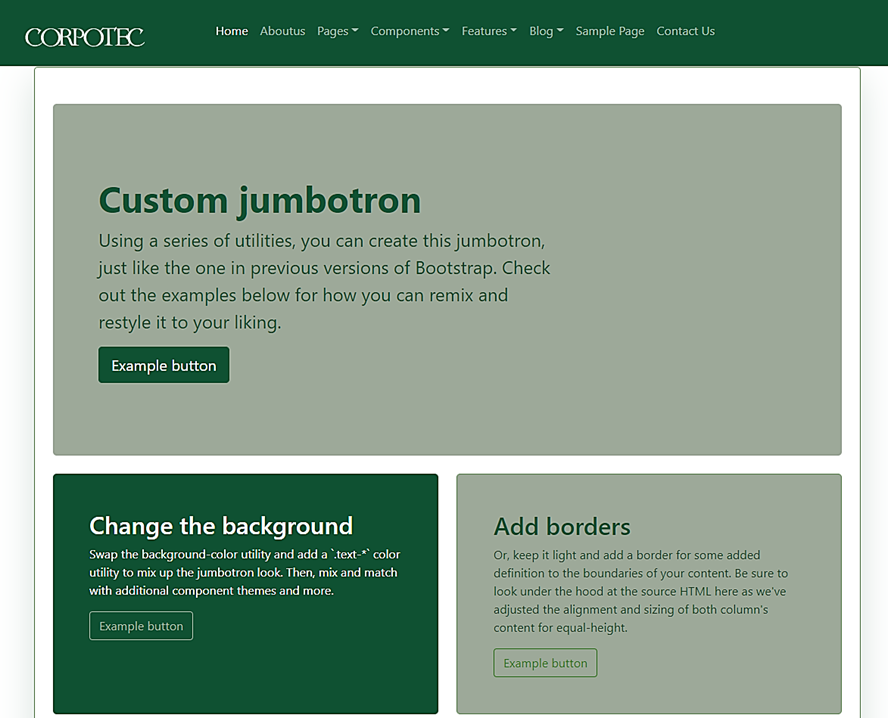 CORPOTEC
Home Aboutus Pages Components Features Blog Sample Page Contact Us
Custom jumbotron
Using a series of utilities, you can create this jumbotron,
just like the one in previous versions of Bootstrap. Check
out the examples below for how you can remix and
restyle it to your liking.
Example button
Change the background
Swap the background-color utility and add a `.text-*` color
utility to mix up the jumbotron look. Then, mix and match
with additional component themes and more.
Example button
Add borders
Or, keep it light and add a border for some added
definition to the boundaries of your content. Be sure to
look under the hood at the source HTML here as we've
adjusted the alignment and sizing of both column's
content for equal-height.
Example button